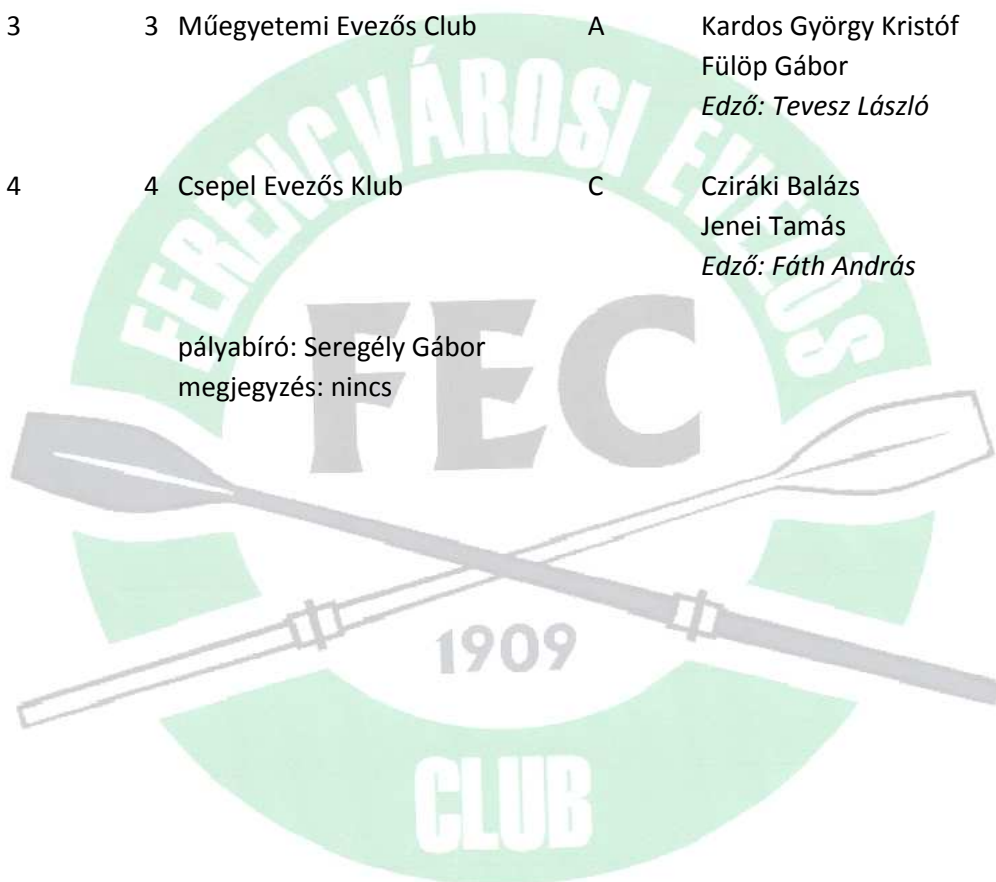 3 3 Műegyetemi Evezős Club A Kardos György Kristóf
Fülöp Gábor
Edző: Tevesz László
4 4 Csepel Evezős Klub C Cziráki Balázs
Jenei Tamás
Edző: Fáth András
pályabíró: Seregély Gábor
megjegyzés: nincs
FERENCVÁROSI EVEZŐS
FEC
1909
CLUB